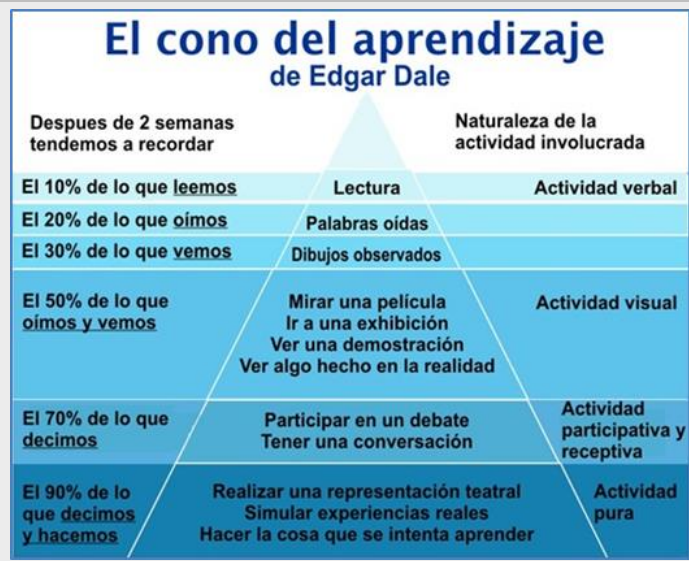 El cono del aprendizaje
de Edgar Dale
Despues de 2 semanas
tendemos a recordar
Naturaleza de la
actividad involucrada
El 10% de lo que leemos
Lectura
Actividad verbal
El 20% de lo que oímos
Palabras oídas
El 30% de lo que vemos
Dibujos observados
El 50% de lo que
oímos y vemos
Mirar una película
Ir a una exhibición
Ver una demostración
Ver algo hecho en la realidad
Actividad visual
El 70% de lo que
decimos
Participar en un debate
Tener una conversación
Actividad
participativa y
receptiva
El 90% de lo
que decimos
y hacemos
Realizar una representación teatral
Simular experiencias reales
Hacer la cosa que se intenta aprender
Actividad
pura